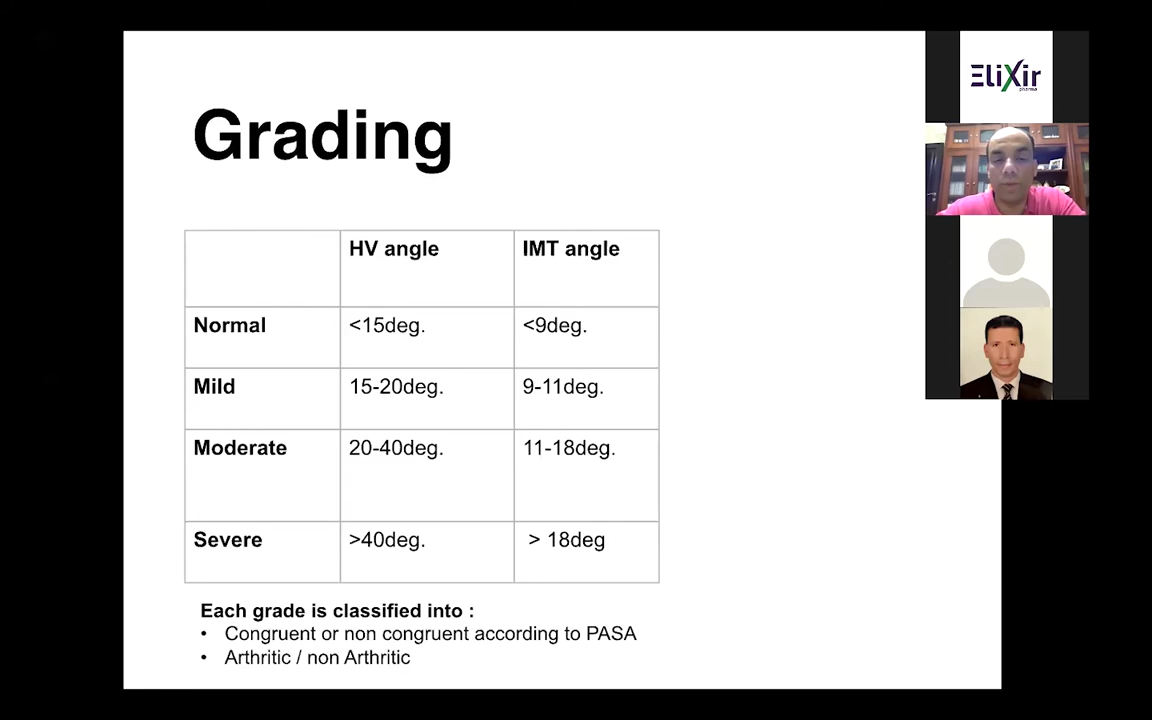 Grading
HV angle IMT angle
Normal <15deg. <9deg.
Mild 15-20deg. 9-11deg.
Moderate 20-40deg. 11-18deg.
Severe >40deg. > 18deg
Each grade is classified into :
• Congruent or non congruent according to PASA
• Arthritic / non Arthritic
EliXir
pharma